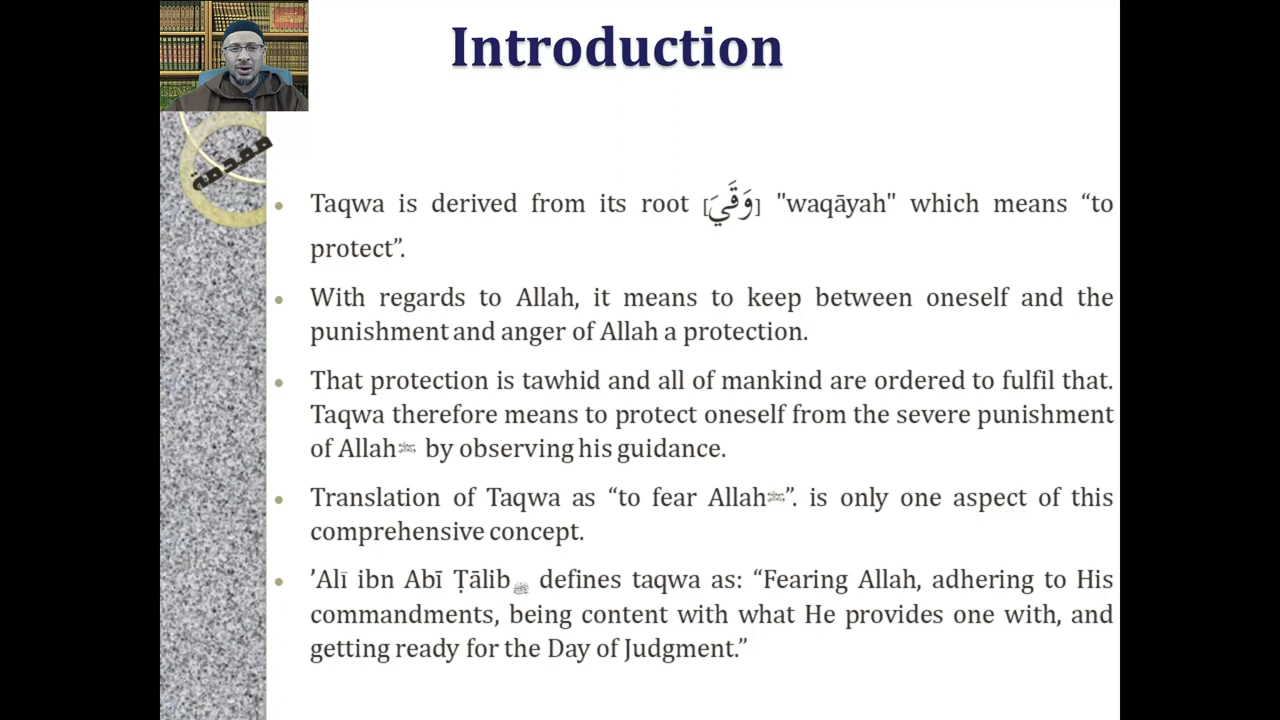 Introduction
مقدمة
Taqwa is derived from its root [وَقَيَ] "waqāyah" which means “to
protect”.
With regards to Allah, it means to keep between oneself and the
punishment and anger of Allah a protection.
That protection is tawhid and all of mankind are ordered to fulfil that.
Taqwa therefore means to protect oneself from the severe punishment
of Allah by observing his guidance.
Translation of Taqwa as “to fear Allah”. is only one aspect of this
comprehensive concept.
’Alī ibn Abī Ṭālib defines taqwa as: “Fearing Allah, adhering to His
commandments, being content with what He provides one with, and
getting ready for the Day of Judgment.”